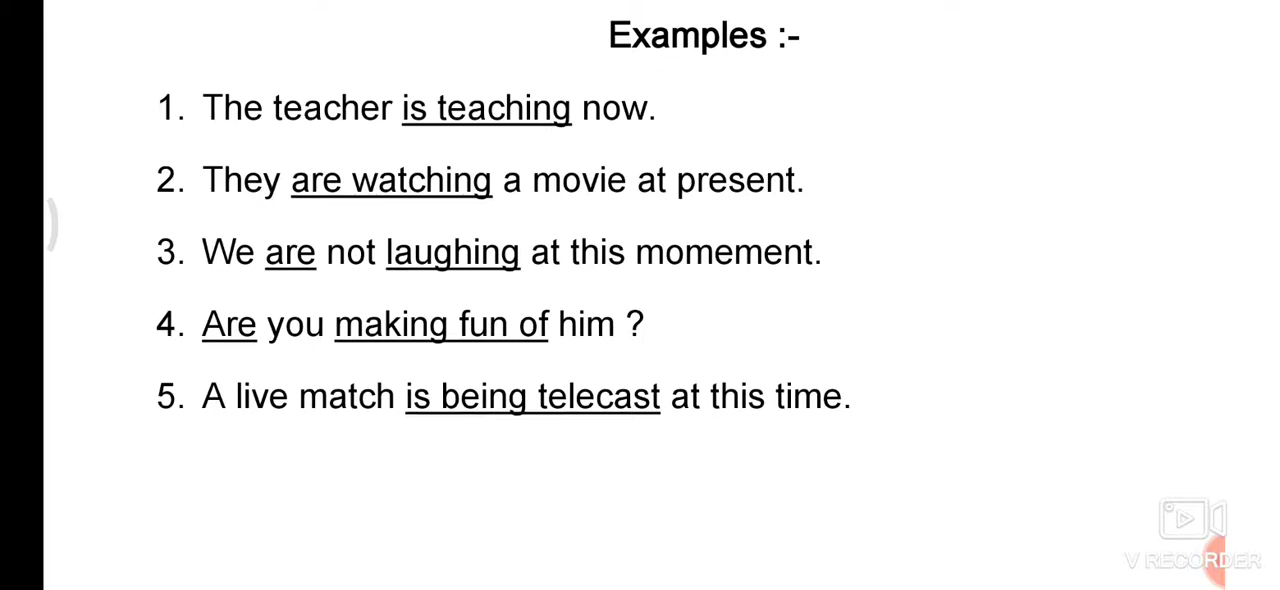 Examples :-
1. The teacher is teaching now.
2. They are watching a movie at present.
3. We are not laughing at this momement.
4. Are you making fun of him ?
5. A live match is being telecast at this time.
V RECORDER